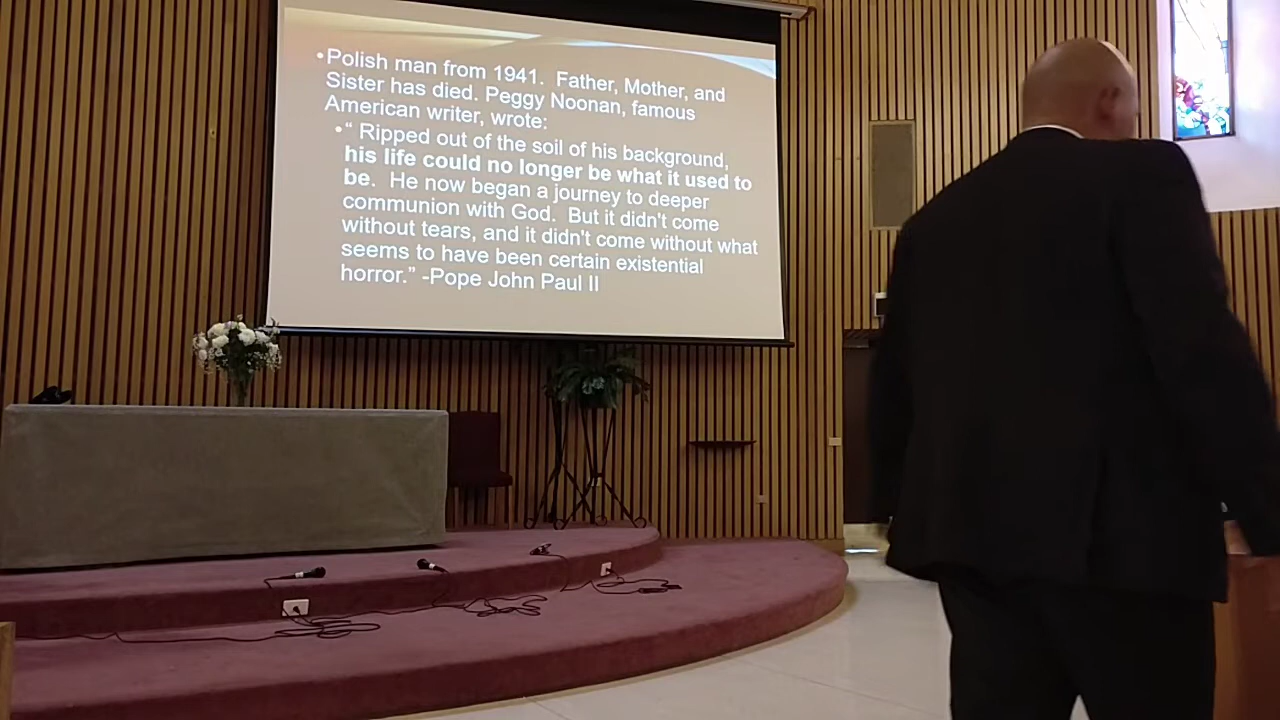 •Polish man from 1941.  Father, Mother, and
Sister has died. Peggy Noonan, famous
American writer, wrote:
•“ Ripped out of the soil of his background,
his life could no longer be what it used to
be.  He now began a journey to deeper
communion with God.  But it didn't come
without tears, and it didn't come without what
seems to have been certain existential
horror.” -Pope John Paul II